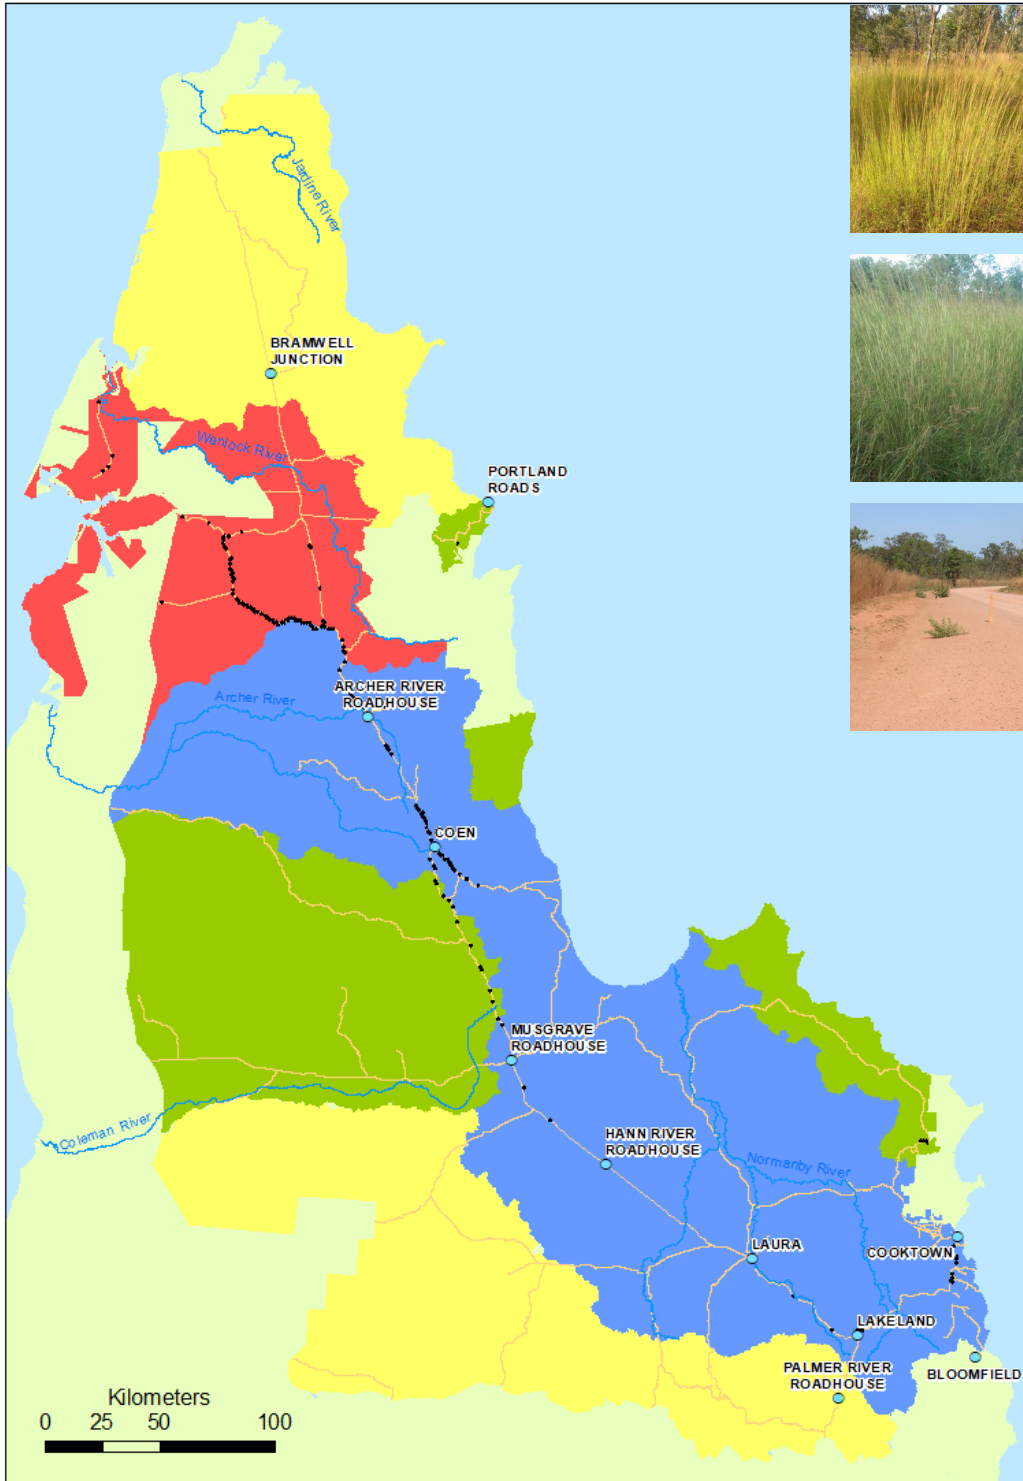 Jardine River
BRAMWELL
JUNCTION
Wenlock River
PORTLAND
ROADS
ARCHER RIVER
ROADHOUSE
Archer River
COEN
MUSGRAVE
ROADHOUSE
Coleman River
HANN RIVER
ROADHOUSE
Normanby River
LAURA
COOKTOWN
LAKELAND
PALMER RIVER
ROADHOUSE
BLOOMFIELD
Kilometers
0 25 50 100